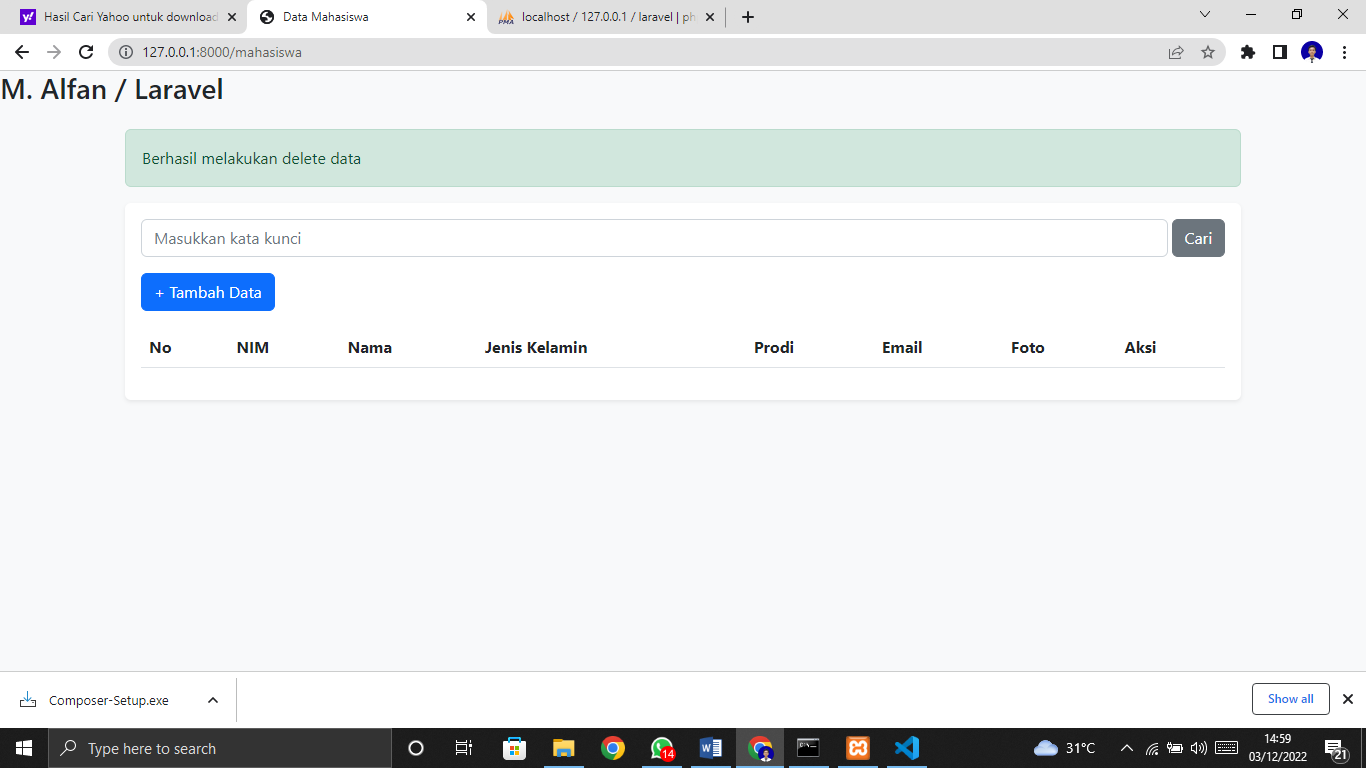 Hasil Cari Yahoo untuk download
Data Mahasiswa
localhost / 127.0.0.1 / laravel | ph
127.0.0.1:8000/mahasiswa
M. Alfan / Laravel
Berhasil melakukan delete data
Masukkan kata kunci
Cari
+ Tambah Data
No NIM Nama Jenis Kelamin Prodi Email Foto Aksi
Composer-Setup.exe
Show all
Type here to search
14
31°C
14:59
03/12/2022
21